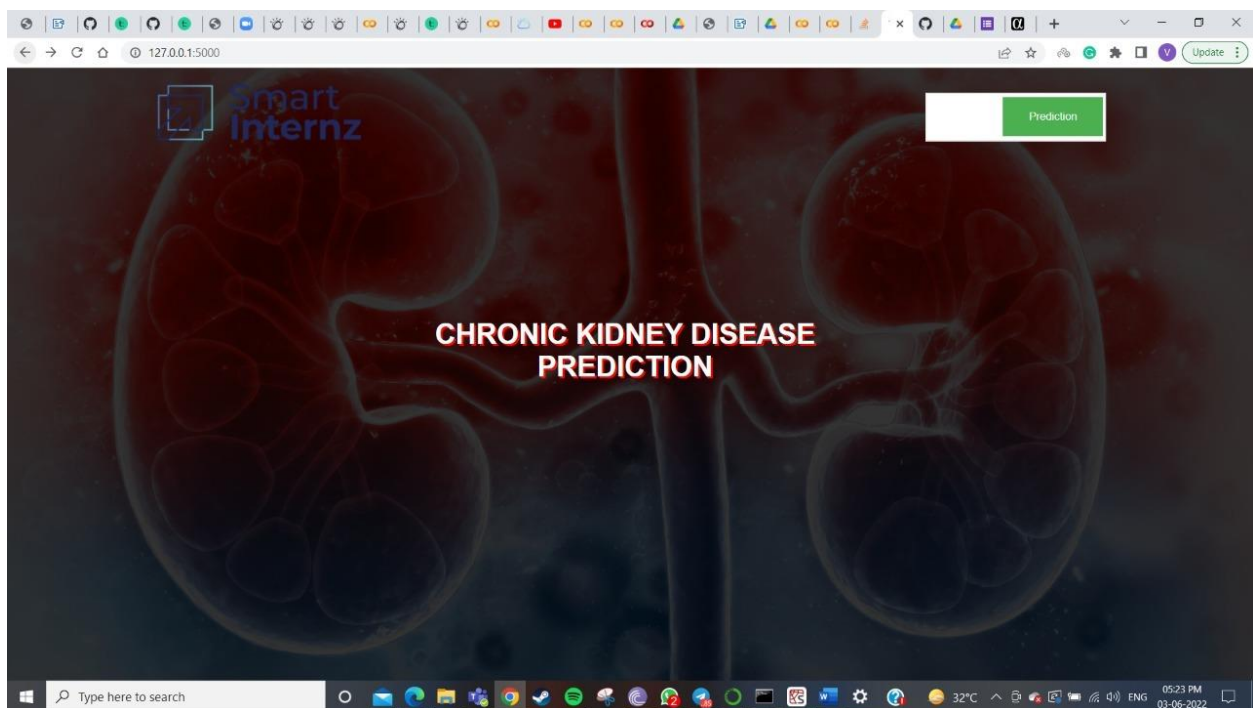 127.0.0.1:5000
Update
Smart
Internz
Prediction
CHRONIC KIDNEY DISEASE
PREDICTION
Type here to search
32°C
ENG
05:23 PM
03-06-2022